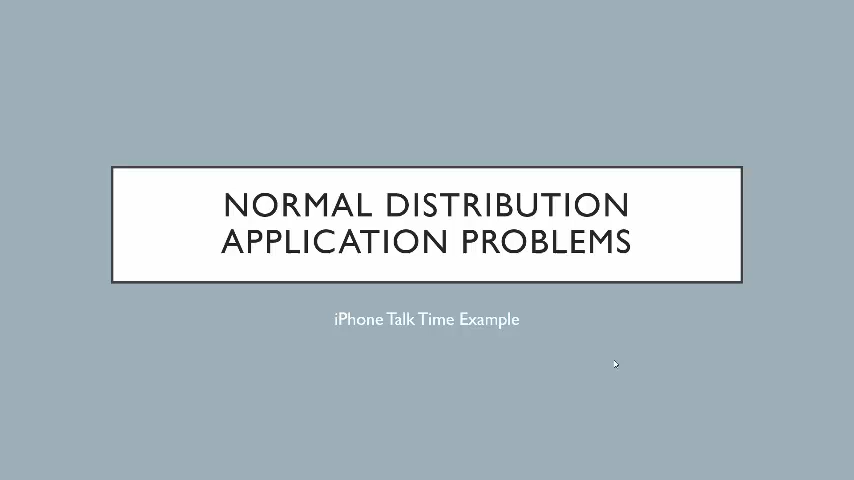 NORMAL DISTRIBUTION
APPLICATION PROBLEMS
iPhone Talk Time Example